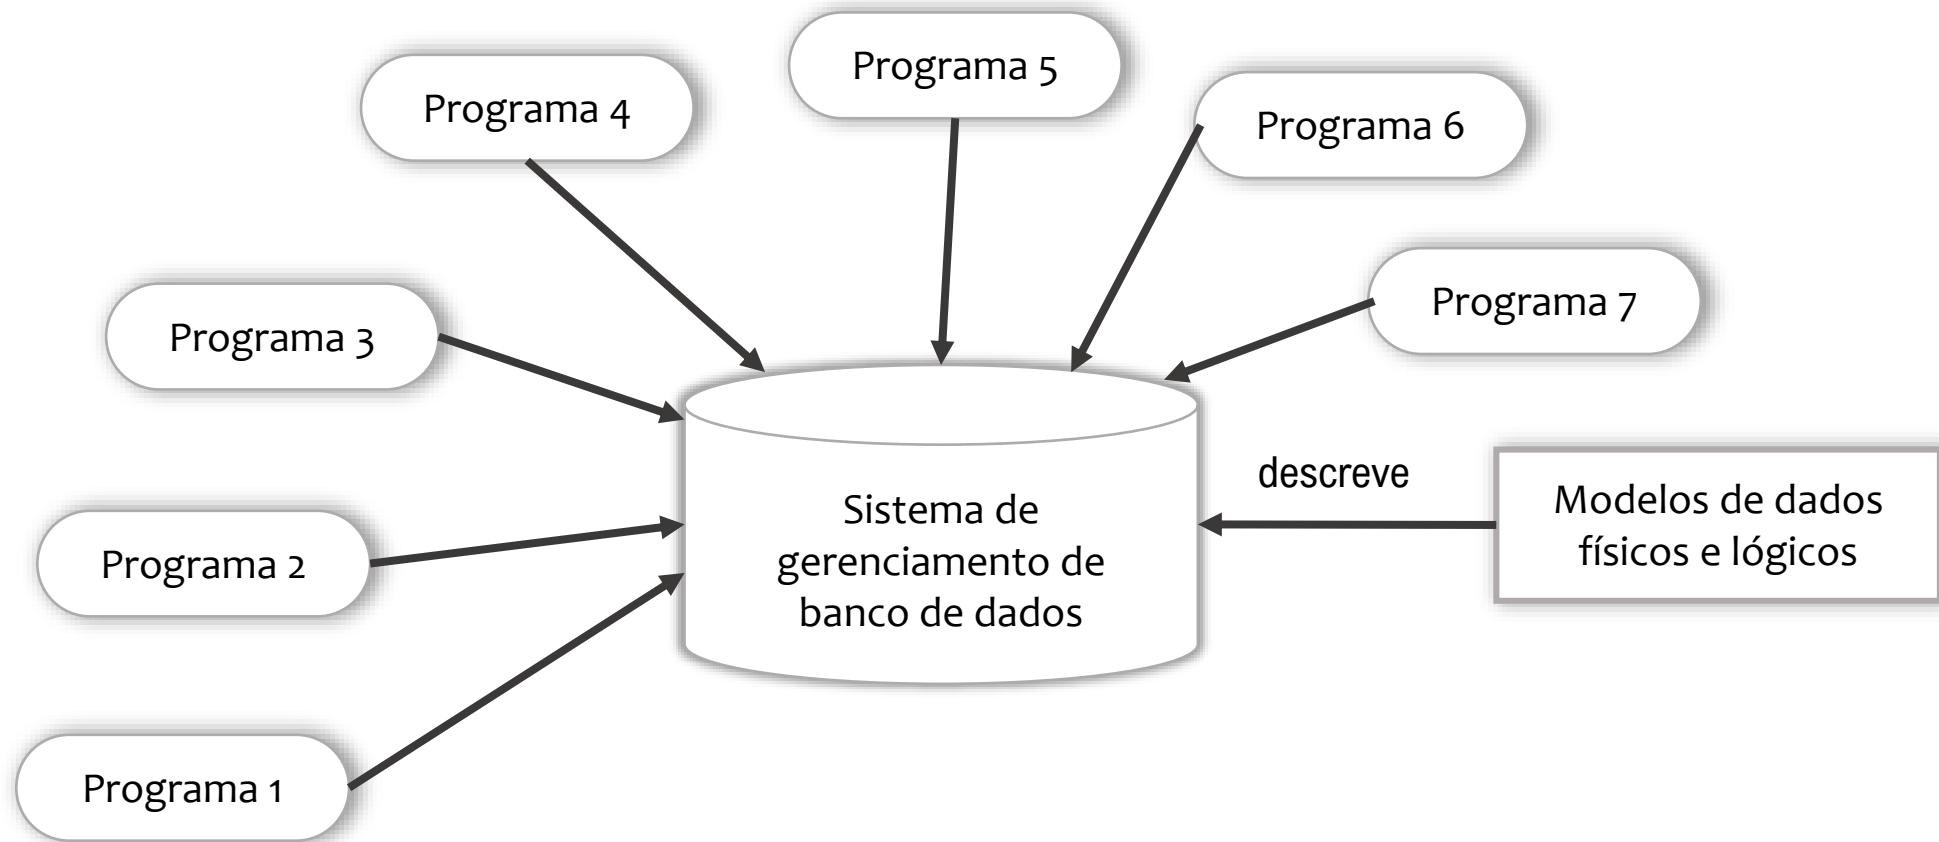 Programa 5
Programa 4
Programa 6
Programa 7
Programa 3
descreve
Modelos de dados
físicos e lógicos
Sistema de
gerenciamento de
banco de dados
Programa 2
Programa 1